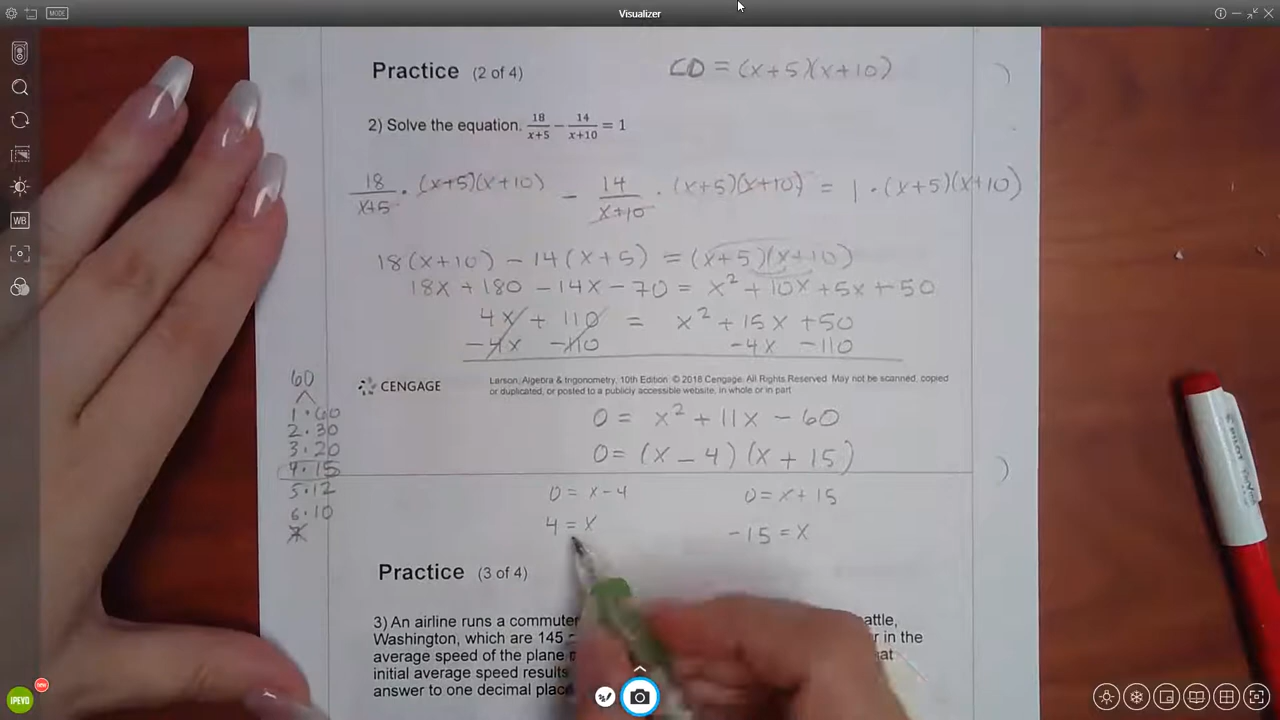 MODE
Visualizer
Practice (2 of 4) CD = (x+5)(x+10)
2) Solve the equation. 18/x+5 − 14/x+10 = 1
18/x+5 · (x+5)(x+10) − 14/x+10 · (x+5)(x+10) = 1 · (x+5)(x+10)
18(x+10) − 14(x+5) = (x+5)(x+10)
18x + 180 − 14x − 70 = x² + 10x + 5x + 50
4x + 110 = x² + 15x + 50
−4x −110 −4x −110
60
1·60
2·30
3·20
4·15
5·12
6·10
CENGAGE
Larson, Algebra & trigonometry, 10th Edition © 2018 Cengage. All Rights Reserved May not be scanned, copied
or duplicated, or posted to a publicly accessible website, in whole or in part
0 = x² + 11x − 60
0 = (x − 4)(x + 15)
0 = x − 4 0 = x + 15
4 = x −15 = x
Practice (3 of 4)
3) An airline runs a commuter
Washington, which are 145 r in the
average speed of the plane
initial average speed results
answer to one decimal place
WB
IPEVO